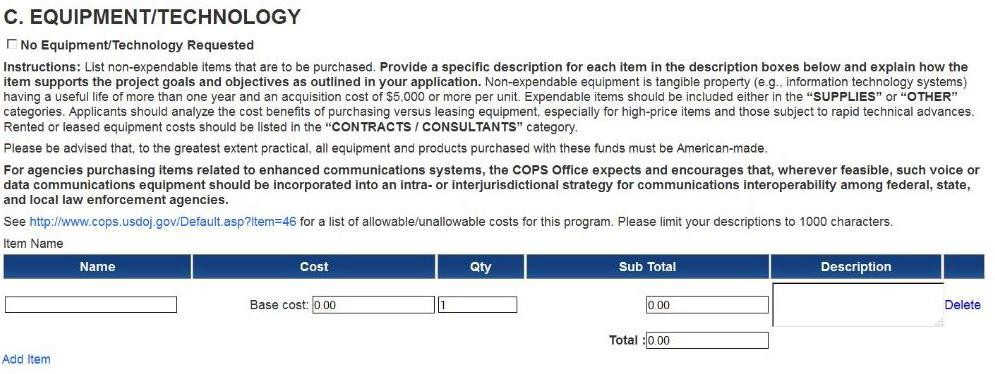 C. EQUIPMENT/TECHNOLOGY
No Equipment/Technology Requested
Instructions: List non-expendable items that are to be purchased. Provide a specific description for each item in the description boxes below and explain how the
item supports the project goals and objectives as outlined in your application. Non-expendable equipment is tangible property (e.g., information technology systems)
having a useful life of more than one year and an acquisition cost of $5,000 or more per unit. Expendable items should be included either in the “SUPPLIES” or “OTHER”
categories. Applicants should analyze the cost benefits of purchasing versus leasing equipment, especially for high-price items and those subject to rapid technical advances.
Rented or leased equipment costs should be listed in the “CONTRACTS / CONSULTANTS” category.
Please be advised that, to the greatest extent practical, all equipment and products purchased with these funds must be American-made.
For agencies purchasing items related to enhanced communications systems, the COPS Office expects and encourages that, wherever feasible, such voice or
data communications equipment should be incorporated into an intra- or interjurisdictional strategy for communications interoperability among federal, state,
and local law enforcement agencies.
See http://www.cops.usdoj.gov/Default.asp?Item=46 for a list of allowable/unallowable costs for this program. Please limit your descriptions to 1000 characters.
Item Name
Name Cost Qty Sub Total Description
Base cost: 0.00 1 0.00 Delete
Total : 0.00
Add Item